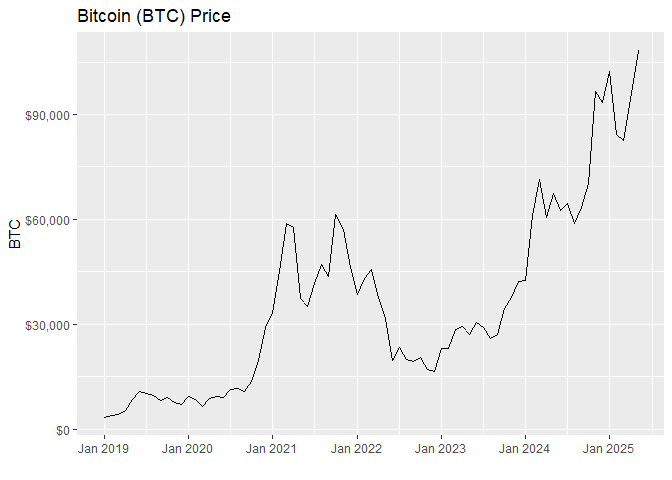 Bitcoin (BTC) Price
BTC
$90,000
$60,000
$30,000
$0
Jan 2019 Jan 2020 Jan 2021 Jan 2022 Jan 2023 Jan 2024 Jan 2025